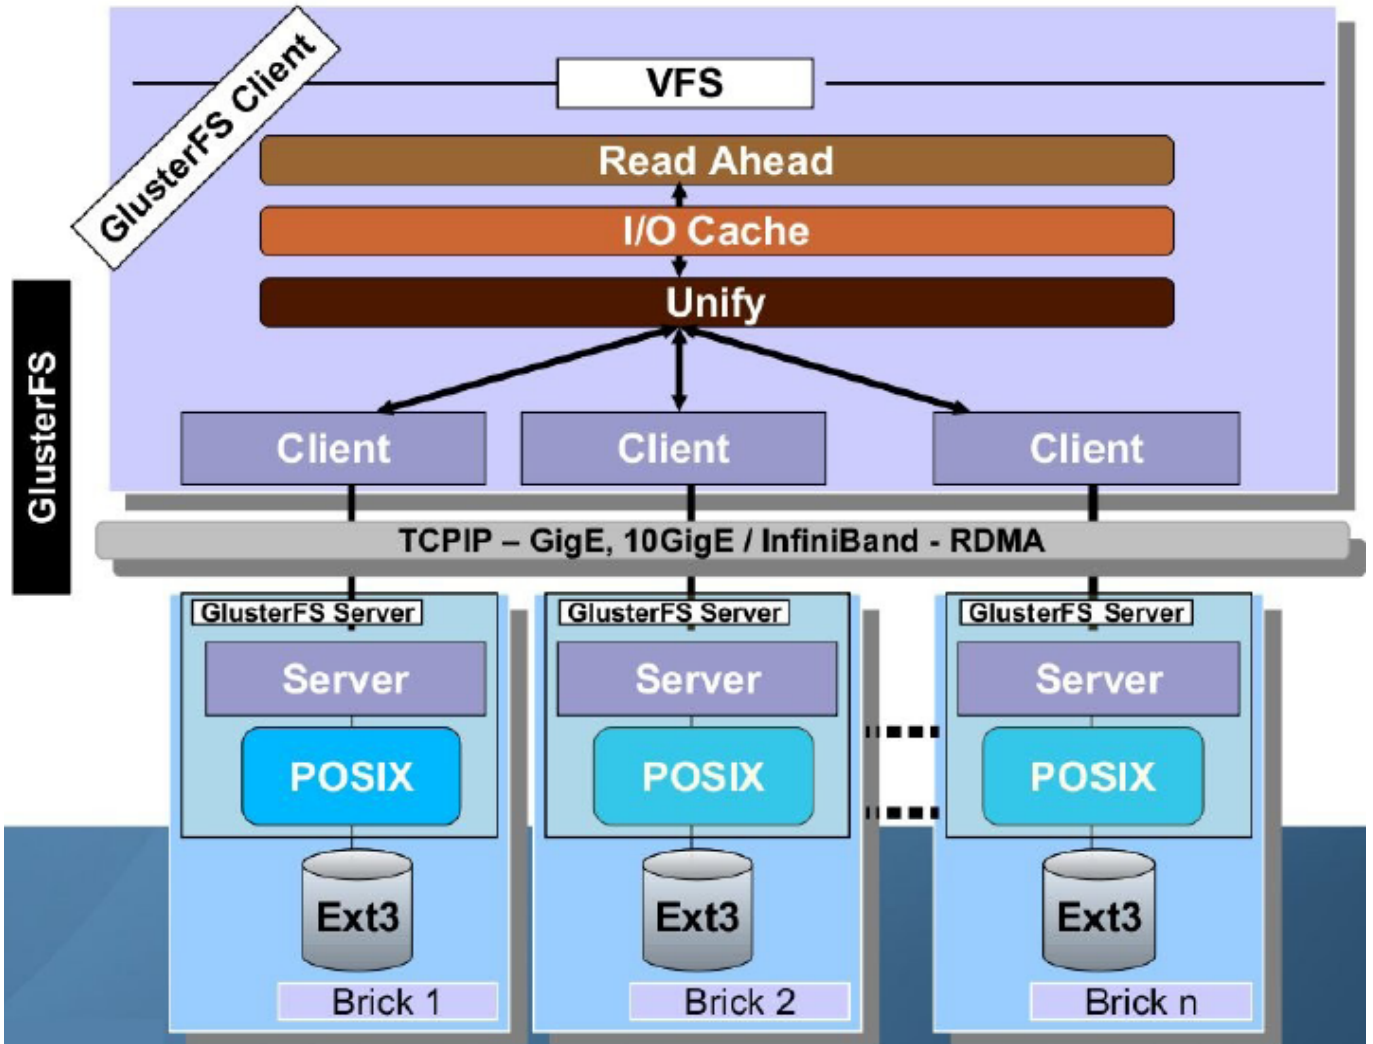 GlusterFS Client
VFS
Read Ahead
I/O Cache
Unify
GlusterFS
Client
Client
Client
TCPIP – GigE, 10GigE / InfiniBand - RDMA
GlusterFS Server
GlusterFS Server
GlusterFS Server
Server
Server
Server
POSIX
POSIX
POSIX
Ext3
Ext3
Ext3
Brick 1
Brick 2
Brick n